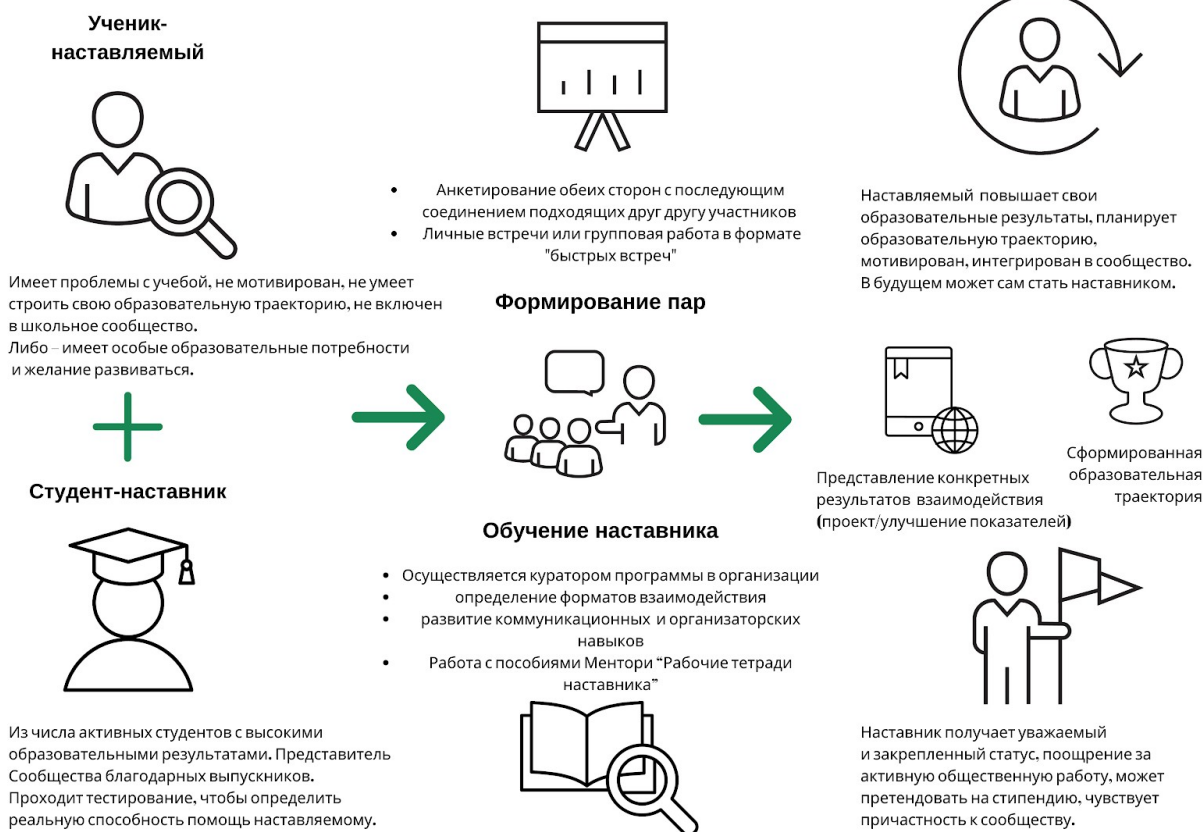 Ученик-
наставляемый
Имеет проблемы с учебой, не мотивирован, не умеет
строить свою образовательную траекторию, не включен
в школьное сообщество.
Либо – имеет особые образовательные потребности
и желание развиваться.
Студент-наставник
Из числа активных студентов с высокими
образовательными результатами. Представитель
Сообщества благодарных выпускников.
Проходит тестирование, чтобы определить
реальную способность помощь наставляемому.
• Анкетирование обеих сторон с последующим
соединением подходящих друг другу участников
• Личные встречи или групповая работа в формате
"быстрых встреч"
Формирование пар
Обучение наставника
• Осуществляется куратором программы в организации
• определение форматов взаимодействия
• развитие коммуникационных и организаторских
навыков
• Работа с пособиями Ментори “Рабочие тетради
наставника”
Наставляемый повышает свои
образовательные результаты, планирует
образовательную траекторию,
мотивирован, интегрирован в сообщество.
В будущем может сам стать наставником.
Представление конкретных
результатов взаимодействия
(проект/улучшение показателей)
Сформированная
образовательная
траектория
Наставник получает уважаемый
и закрепленный статус, поощрение за
активную общественную работу, может
претендовать на стипендию, чувствует
причастность к сообществу.